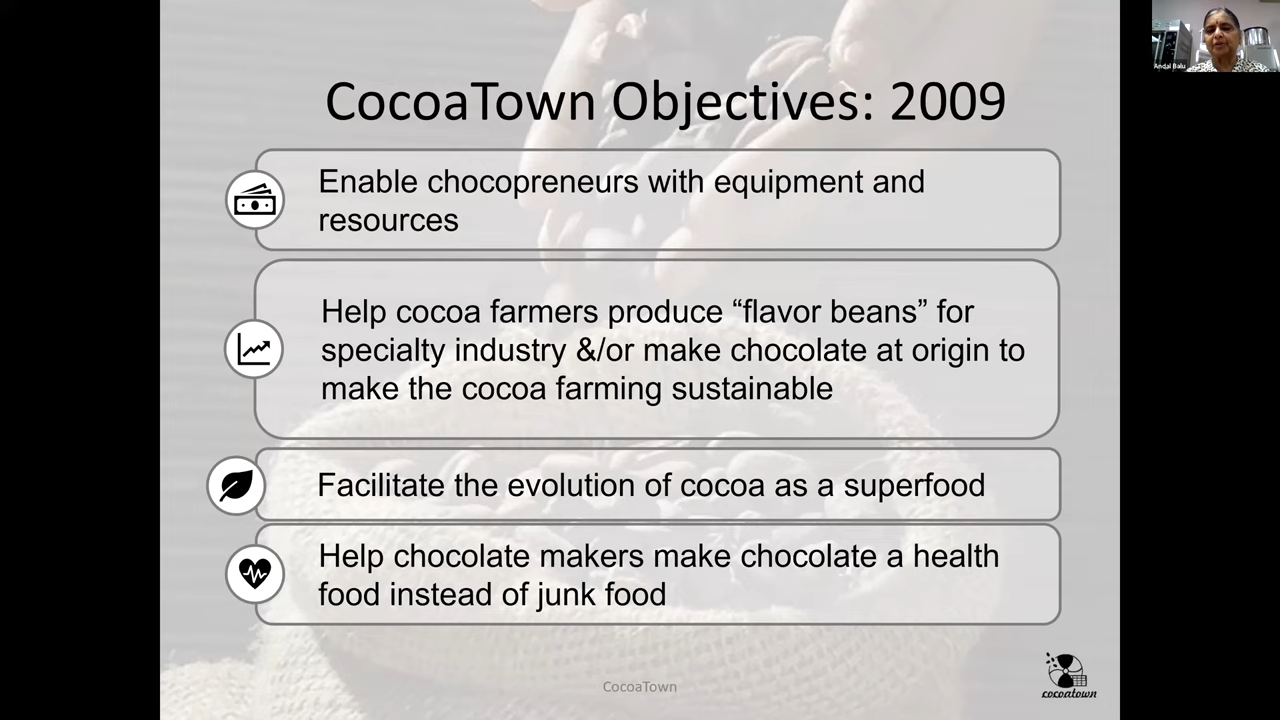 CocoaTown Objectives: 2009
Enable chocopreneurs with equipment and
resources
Help cocoa farmers produce “flavor beans” for
specialty industry &/or make chocolate at origin to
make the cocoa farming sustainable
Facilitate the evolution of cocoa as a superfood
Help chocolate makers make chocolate a health
food instead of junk food
CocoaTown
cocoatown
Andal Balu